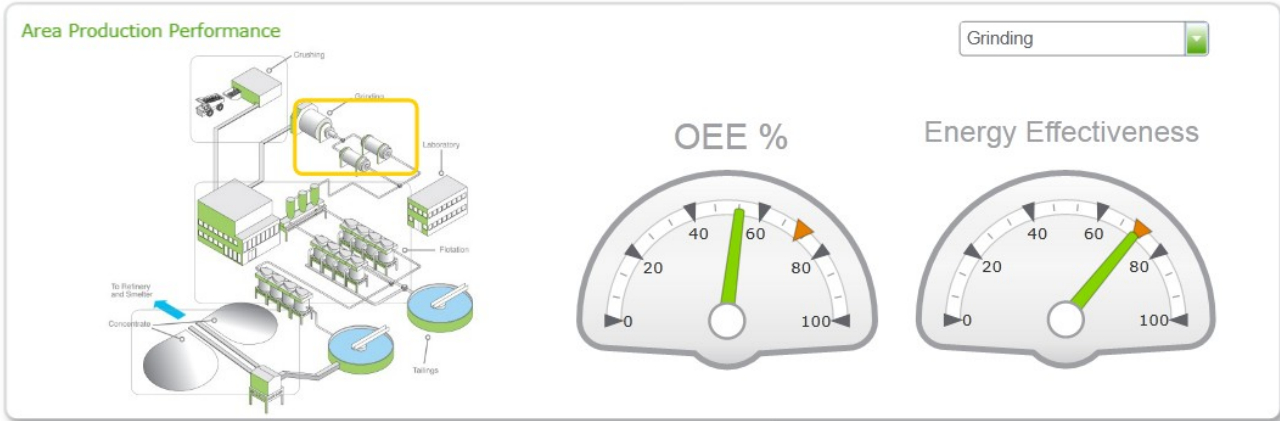 Area Production Performance
Grinding
Crushing
Grinding
Laboratory
Flotation
To Refinery
and Smelter
Concentrate
Tailings
OEE %
0
20
40
60
80
100
Energy Effectiveness
0
20
40
60
80
100